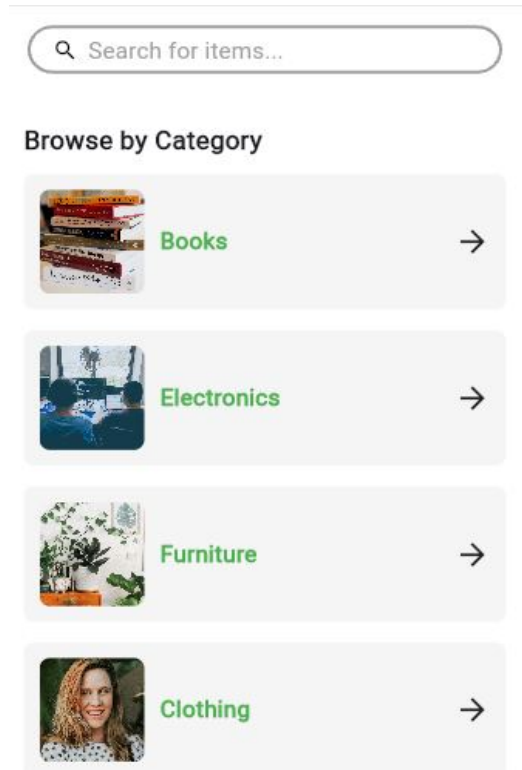 Search for items...
Browse by Category
Books
Electronics
Furniture
Clothing